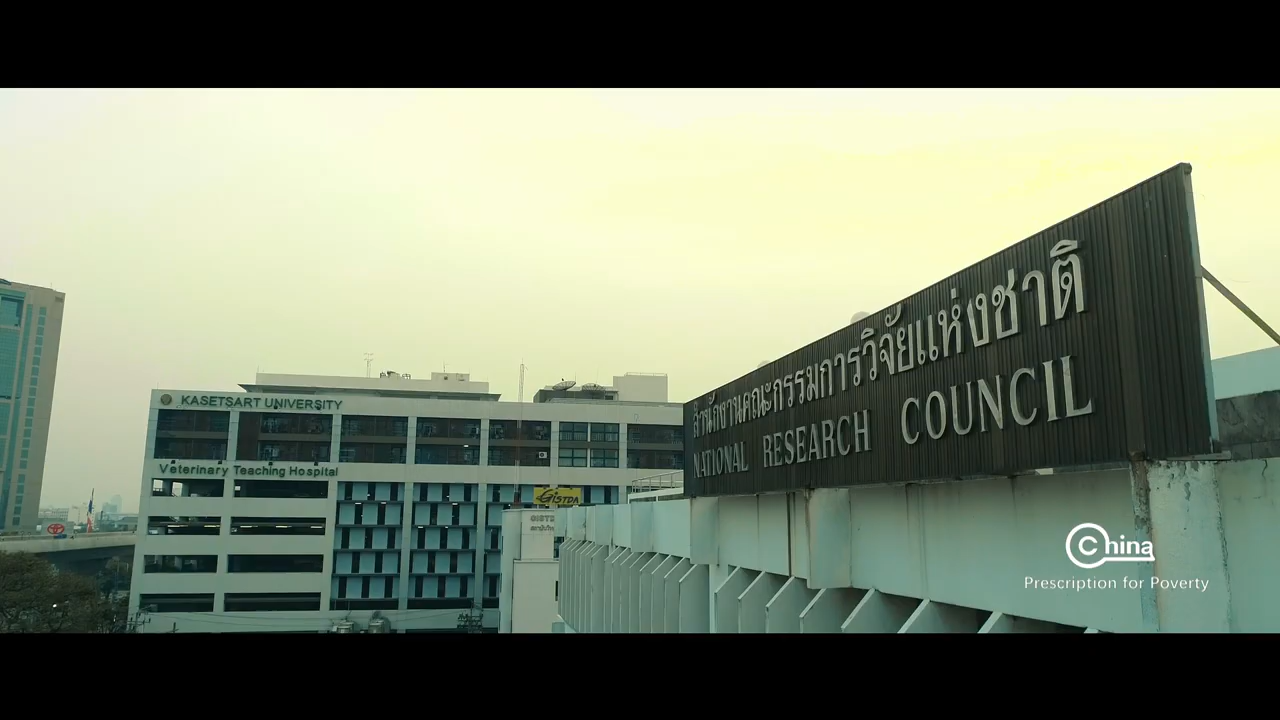 KASETSART UNIVERSITY
Veterinary Teaching Hospital
GISTDA
สำนักงานคณะกรรมการวิจัยแห่งชาติ
NATIONAL RESEARCH COUNCIL
China
Prescription for Poverty